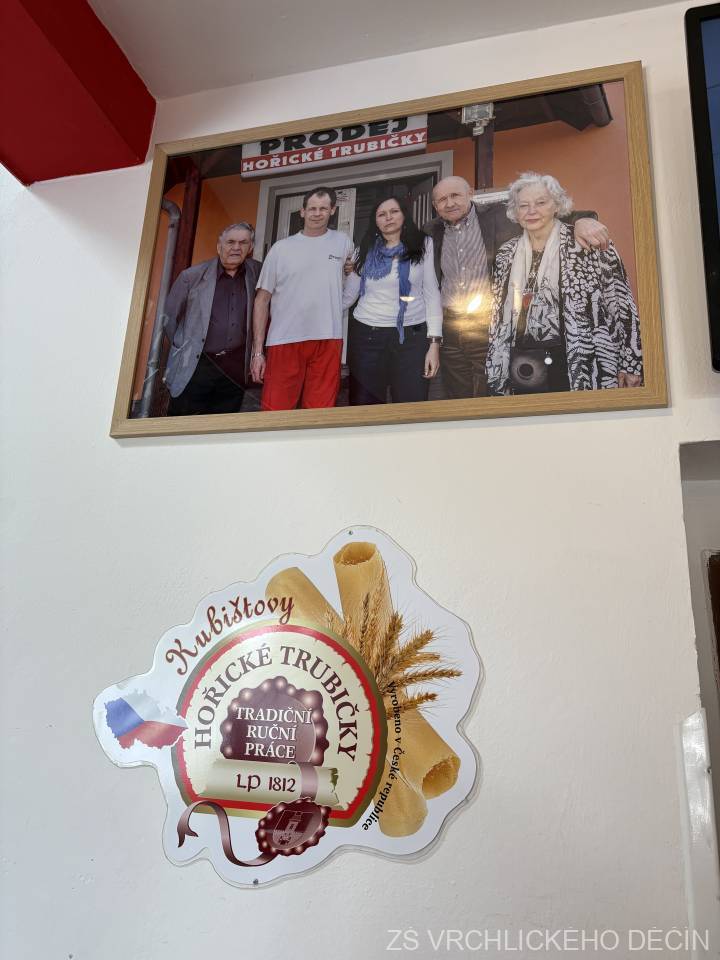 PRODEJ
HOŘICKÉ TRUBIČKY
Kubištovy
HOŘICKÉ TRUBIČKY
TRADIČNÍ
RUČNÍ
PRÁCE
LP 1812
Vyrobeno v České republice
ZŠ VRCHLICKÉHO DĚČÍN